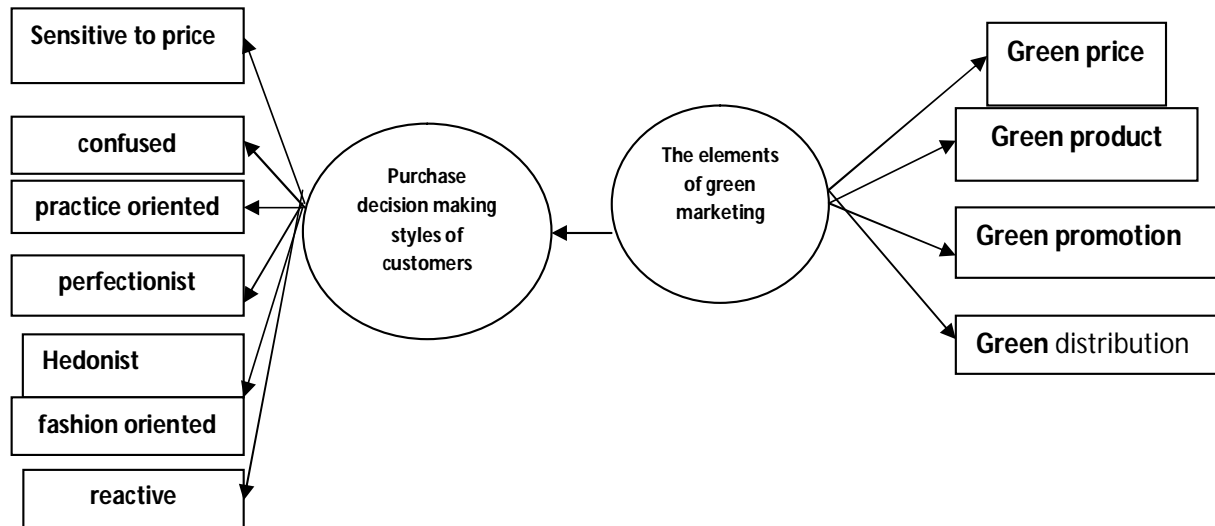 Sensitive to price
confused
practice oriented
perfectionist
Hedonist
fashion oriented
reactive
Purchase
decision making
styles of
customers
The elements
of green
marketing
Green price
Green product
Green promotion
Green distribution